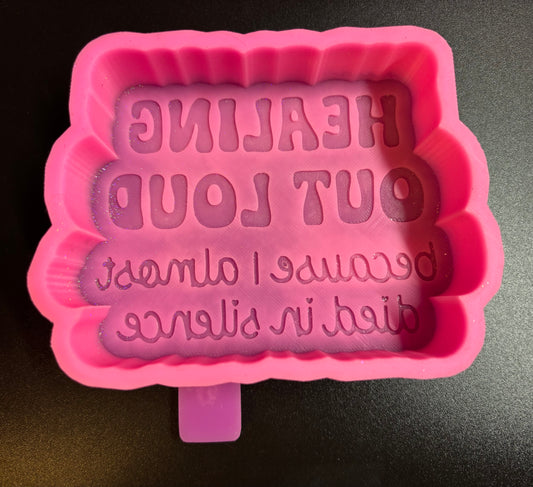 HEALING
OUT LOUD
because I almost
died in silence